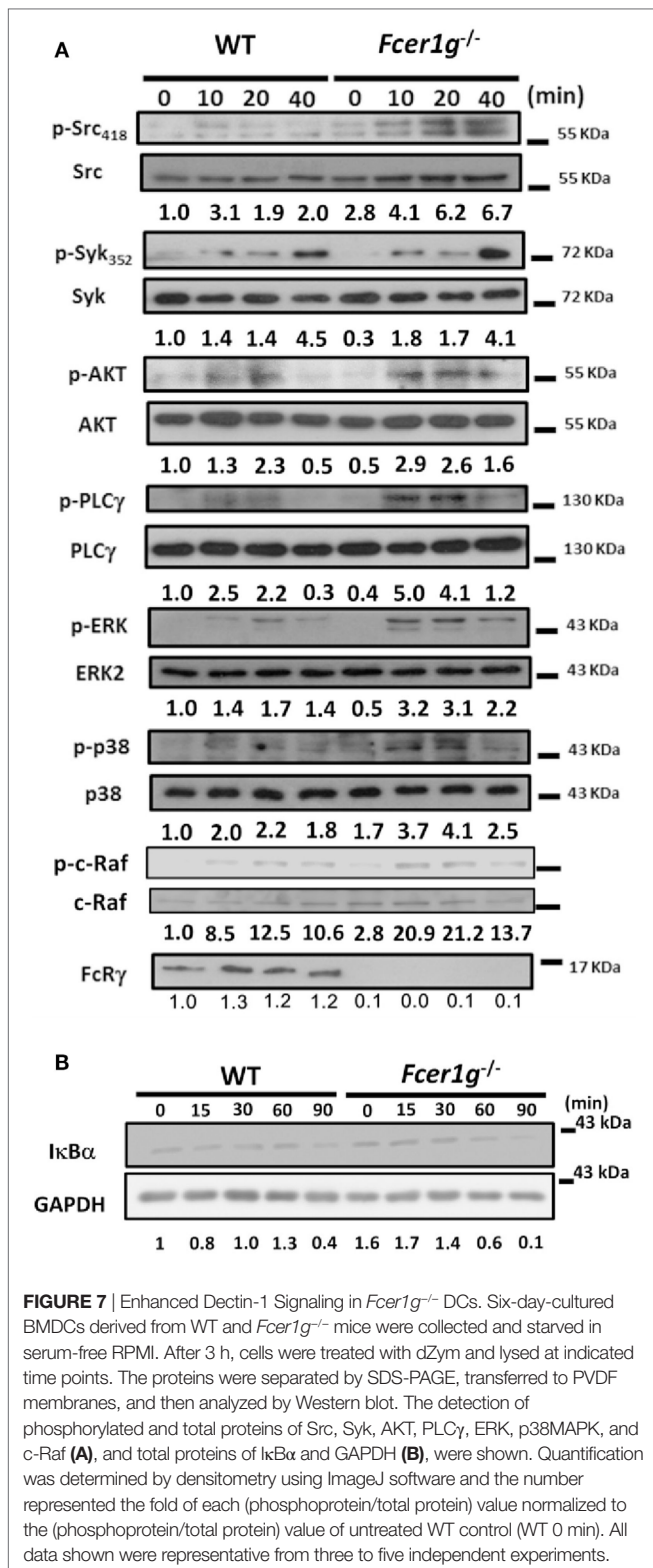 A
WT Fcer1g-/-
0 10 20 40 0 10 20 40 (min)
p-Src418 55 KDa
Src 55 KDa
1.0 3.1 1.9 2.0 2.8 4.1 6.2 6.7
p-Syk352 72 KDa
Syk 72 KDa
1.0 1.4 1.4 4.5 0.3 1.8 1.7 4.1
p-AKT 55 KDa
AKT 55 KDa
1.0 1.3 2.3 0.5 0.5 2.9 2.6 1.6
p-PLCγ 130 KDa
PLCγ 130 KDa
1.0 2.5 2.2 0.3 0.4 5.0 4.1 1.2
p-ERK 43 KDa
ERK2 43 KDa
1.0 1.4 1.7 1.4 0.5 3.2 3.1 2.2
p-p38 43 KDa
p38 43 KDa
1.0 2.0 2.2 1.8 1.7 3.7 4.1 2.5
p-c-Raf
c-Raf
1.0 8.5 12.5 10.6 2.8 20.9 21.2 13.7
FcRγ 17 KDa
1.0 1.3 1.2 1.2 0.1 0.0 0.1 0.1
B
WT Fcer1g-/-
0 15 30 60 90 0 15 30 60 90 (min)
43 kDa
IκBα
43 kDa
GAPDH
1 0.8 1.0 1.3 0.4 1.6 1.7 1.4 0.6 0.1
FIGURE 7 | Enhanced Dectin-1 Signaling in Fcer1g−/− DCs. Six-day-cultured
BMDCs derived from WT and Fcer1g−/− mice were collected and starved in
serum-free RPMI. After 3 h, cells were treated with dZym and lysed at indicated
time points. The proteins were separated by SDS-PAGE, transferred to PVDF
membranes, and then analyzed by Western blot. The detection of
phosphorylated and total proteins of Src, Syk, AKT, PLCγ, ERK, p38MAPK, and
c-Raf (A), and total proteins of IκBα and GAPDH (B), were shown. Quantification
was determined by densitometry using ImageJ software and the number
represented the fold of each (phosphoprotein/total protein) value normalized to
the (phosphoprotein/total protein) value of untreated WT control (WT 0 min). All
data shown were representative from three to five independent experiments.